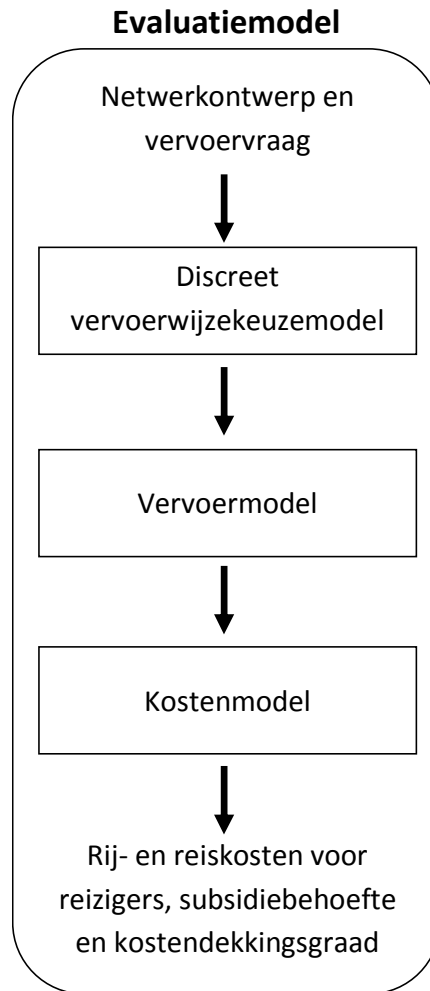 Evaluatiemodel
Netwerkontwerp en
vervoervraag
Discreet
vervoerwijzekeuzemodel
Vervoermodel
Kostenmodel
Rij- en reiskosten voor
reizigers, subsidiebehoefte
en kostendekkingsgraad